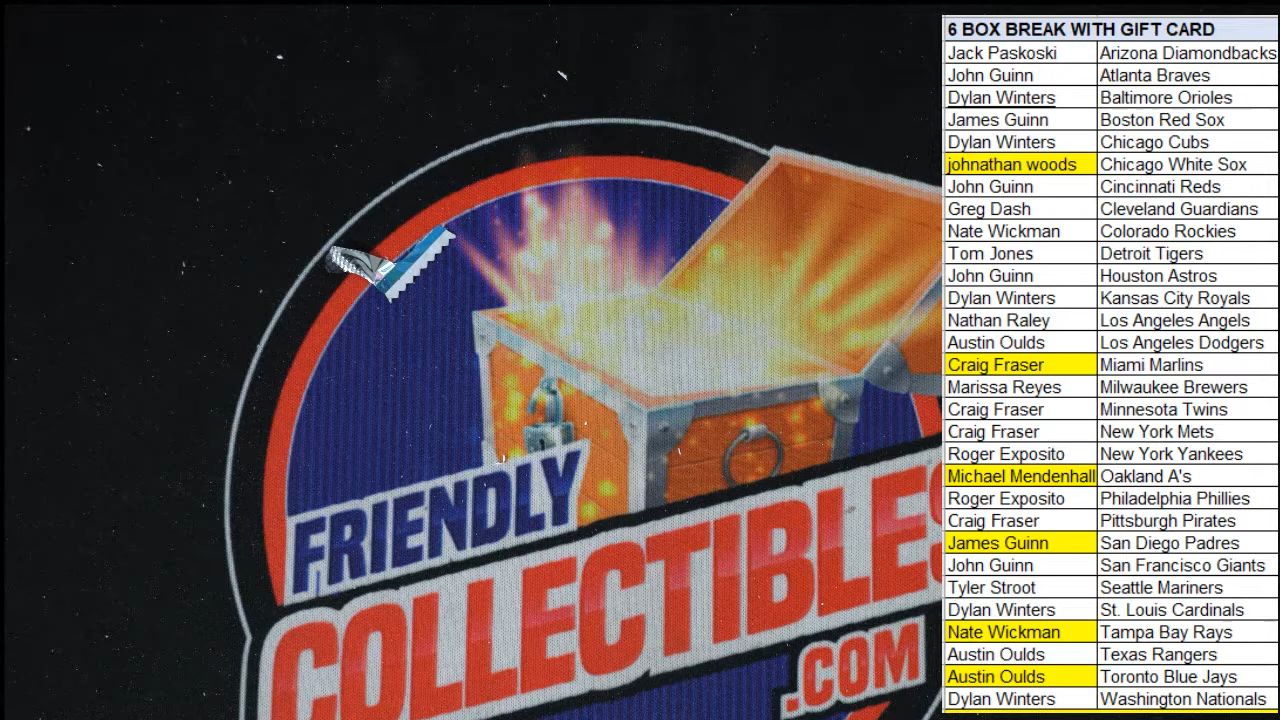 6 BOX BREAK WITH GIFT CARD
Jack Paskoski Arizona Diamondbacks
John Guinn Atlanta Braves
Dylan Winters Baltimore Orioles
James Guinn Boston Red Sox
Dylan Winters Chicago Cubs
johnathan woods Chicago White Sox
John Guinn Cincinnati Reds
Greg Dash Cleveland Guardians
Nate Wickman Colorado Rockies
Tom Jones Detroit Tigers
John Guinn Houston Astros
Dylan Winters Kansas City Royals
Nathan Raley Los Angeles Angels
Austin Oulds Los Angeles Dodgers
Craig Fraser Miami Marlins
Marissa Reyes Milwaukee Brewers
Craig Fraser Minnesota Twins
Craig Fraser New York Mets
Roger Exposito New York Yankees
Michael Mendenhall Oakland A's
Roger Exposito Philadelphia Phillies
Craig Fraser Pittsburgh Pirates
James Guinn San Diego Padres
John Guinn San Francisco Giants
Tyler Stroot Seattle Mariners
Dylan Winters St. Louis Cardinals
Nate Wickman Tampa Bay Rays
Austin Oulds Texas Rangers
Austin Oulds Toronto Blue Jays
Dylan Winters Washington Nationals
FRIENDLY
COLLECTIBLES
.COM